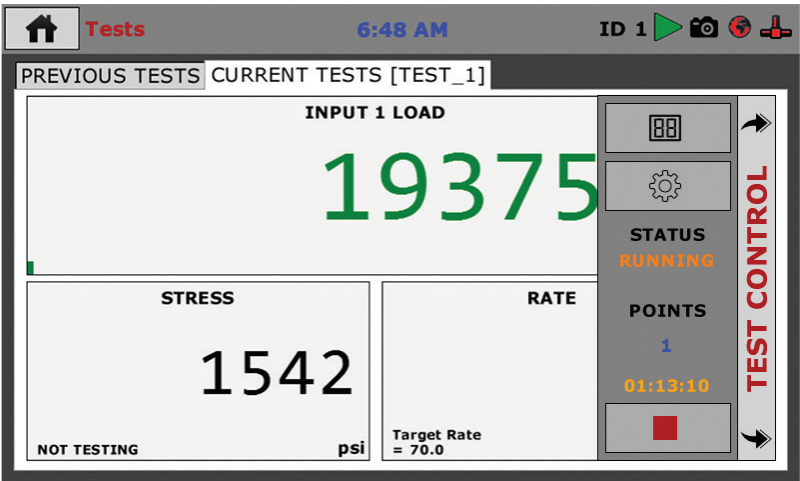 Tests
6:48 AM
ID 1
PREVIOUS TESTS
CURRENT TESTS [TEST_1]
INPUT 1 LOAD
19375
88
STATUS
RUNNING
POINTS
1
01:13:10
TEST CONTROL
STRESS
1542
NOT TESTING
psi
RATE
Target Rate
= 70.0